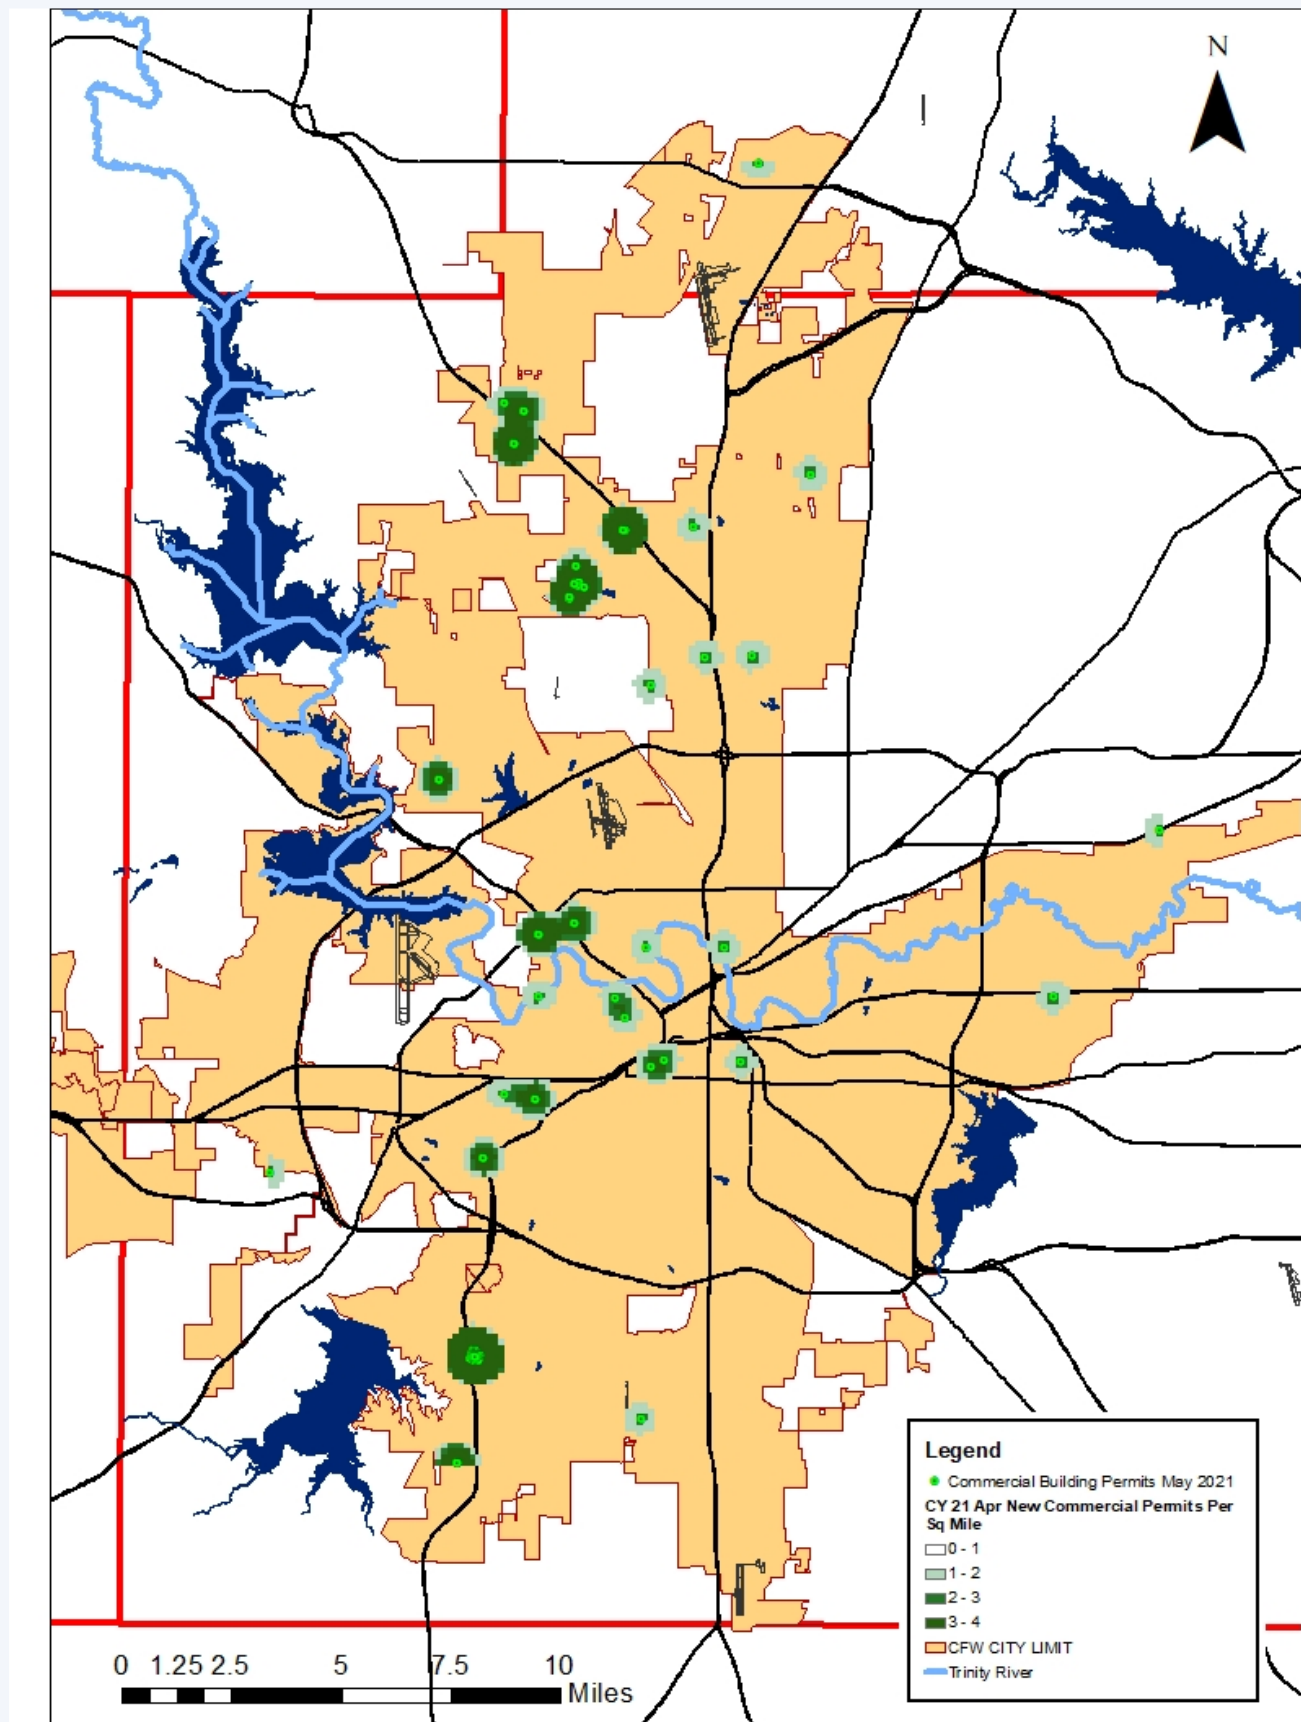 N
Legend
Commercial Building Permits May 2021
CY 21 Apr New Commercial Permits Per
Sq Mile
0 - 1
1 - 2
2 - 3
3 - 4
CFW CITY LIMIT
Trinity River
0 1.25 2.5 5 7.5 10
Miles